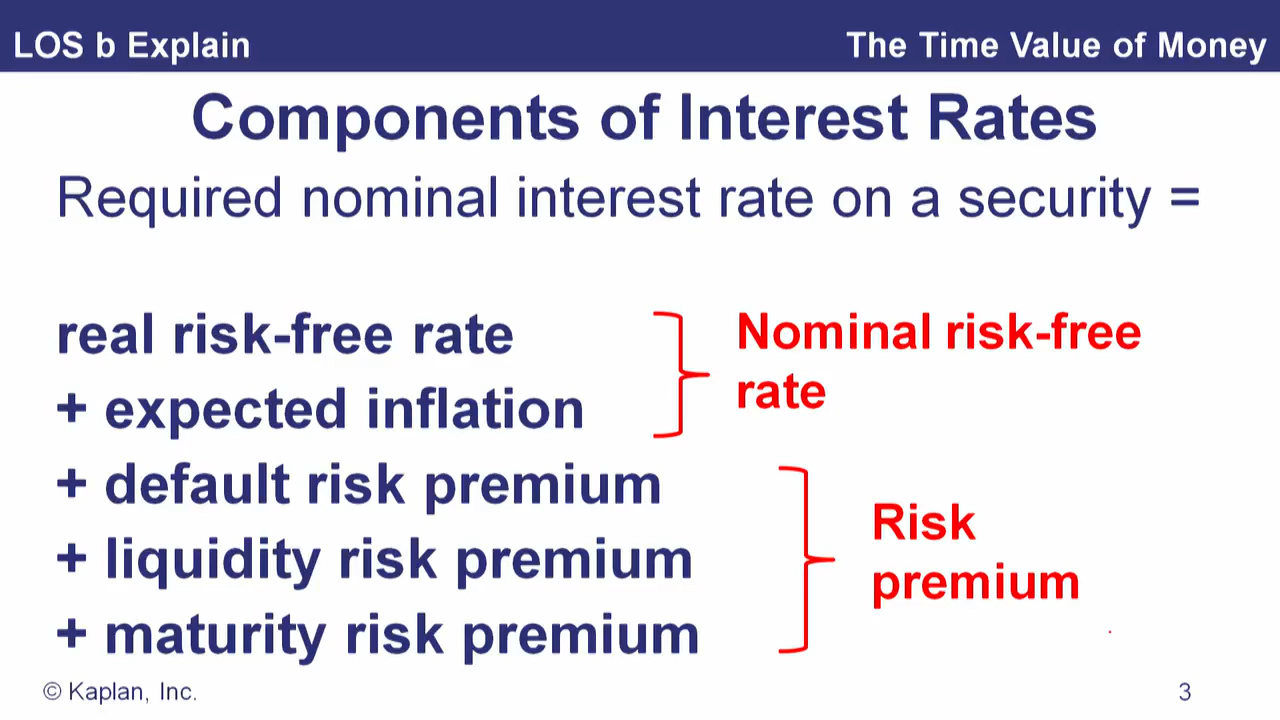 LOS b Explain
The Time Value of Money
Components of Interest Rates
Required nominal interest rate on a security =
real risk-free rate
+ expected inflation
Nominal risk-free
rate
+ default risk premium
+ liquidity risk premium
+ maturity risk premium
Risk
premium
© Kaplan, Inc.
3